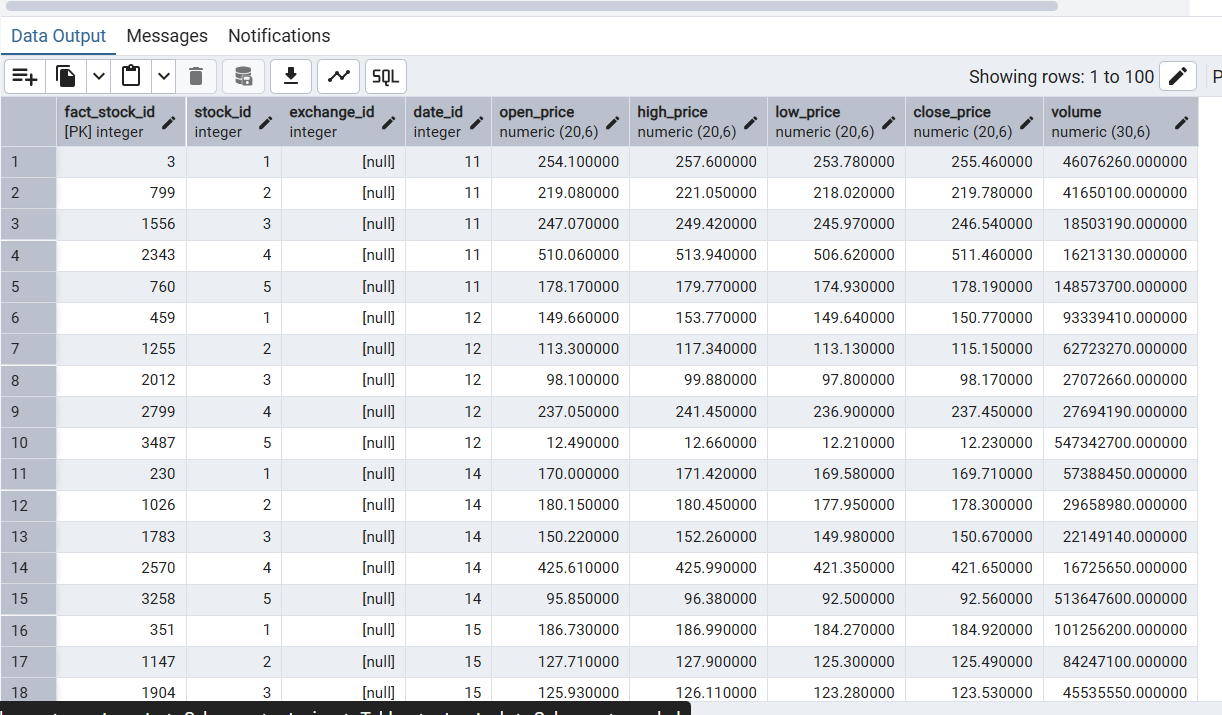 Data Output Messages Notifications
SQL Showing rows: 1 to 100
fact_stock_id stock_id exchange_id date_id open_price high_price low_price close_price volume
[PK] integer integer integer integer numeric (20,6) numeric (20,6) numeric (20,6) numeric (20,6) numeric (30,6)
1 3 1 [null] 11 254.100000 257.600000 253.780000 255.460000 46076260.000000
2 799 2 [null] 11 219.080000 221.050000 218.020000 219.780000 41650100.000000
3 1556 3 [null] 11 247.070000 249.420000 245.970000 246.540000 18503190.000000
4 2343 4 [null] 11 510.060000 513.940000 506.620000 511.460000 16213130.000000
5 760 5 [null] 11 178.170000 179.770000 174.930000 178.190000 148573700.000000
6 459 1 [null] 12 149.660000 153.770000 149.640000 150.770000 93339410.000000
7 1255 2 [null] 12 113.300000 117.340000 113.130000 115.150000 62723270.000000
8 2012 3 [null] 12 98.100000 99.880000 97.800000 98.170000 27072660.000000
9 2799 4 [null] 12 237.050000 241.450000 236.900000 237.450000 27694190.000000
10 3487 5 [null] 12 12.490000 12.660000 12.210000 12.230000 547342700.000000
11 230 1 [null] 14 170.000000 171.420000 169.580000 169.710000 57388450.000000
12 1026 2 [null] 14 180.150000 180.450000 177.950000 178.300000 29658980.000000
13 1783 3 [null] 14 150.220000 152.260000 149.980000 150.670000 22149140.000000
14 2570 4 [null] 14 425.610000 425.990000 421.350000 421.650000 16725650.000000
15 3258 5 [null] 14 95.850000 96.380000 92.500000 92.560000 513647600.000000
16 351 1 [null] 15 186.730000 186.990000 184.270000 184.920000 101256200.000000
17 1147 2 [null] 15 127.710000 127.900000 125.300000 125.490000 84247100.000000
18 1904 3 [null] 15 125.930000 126.110000 123.280000 123.530000 45535550.000000